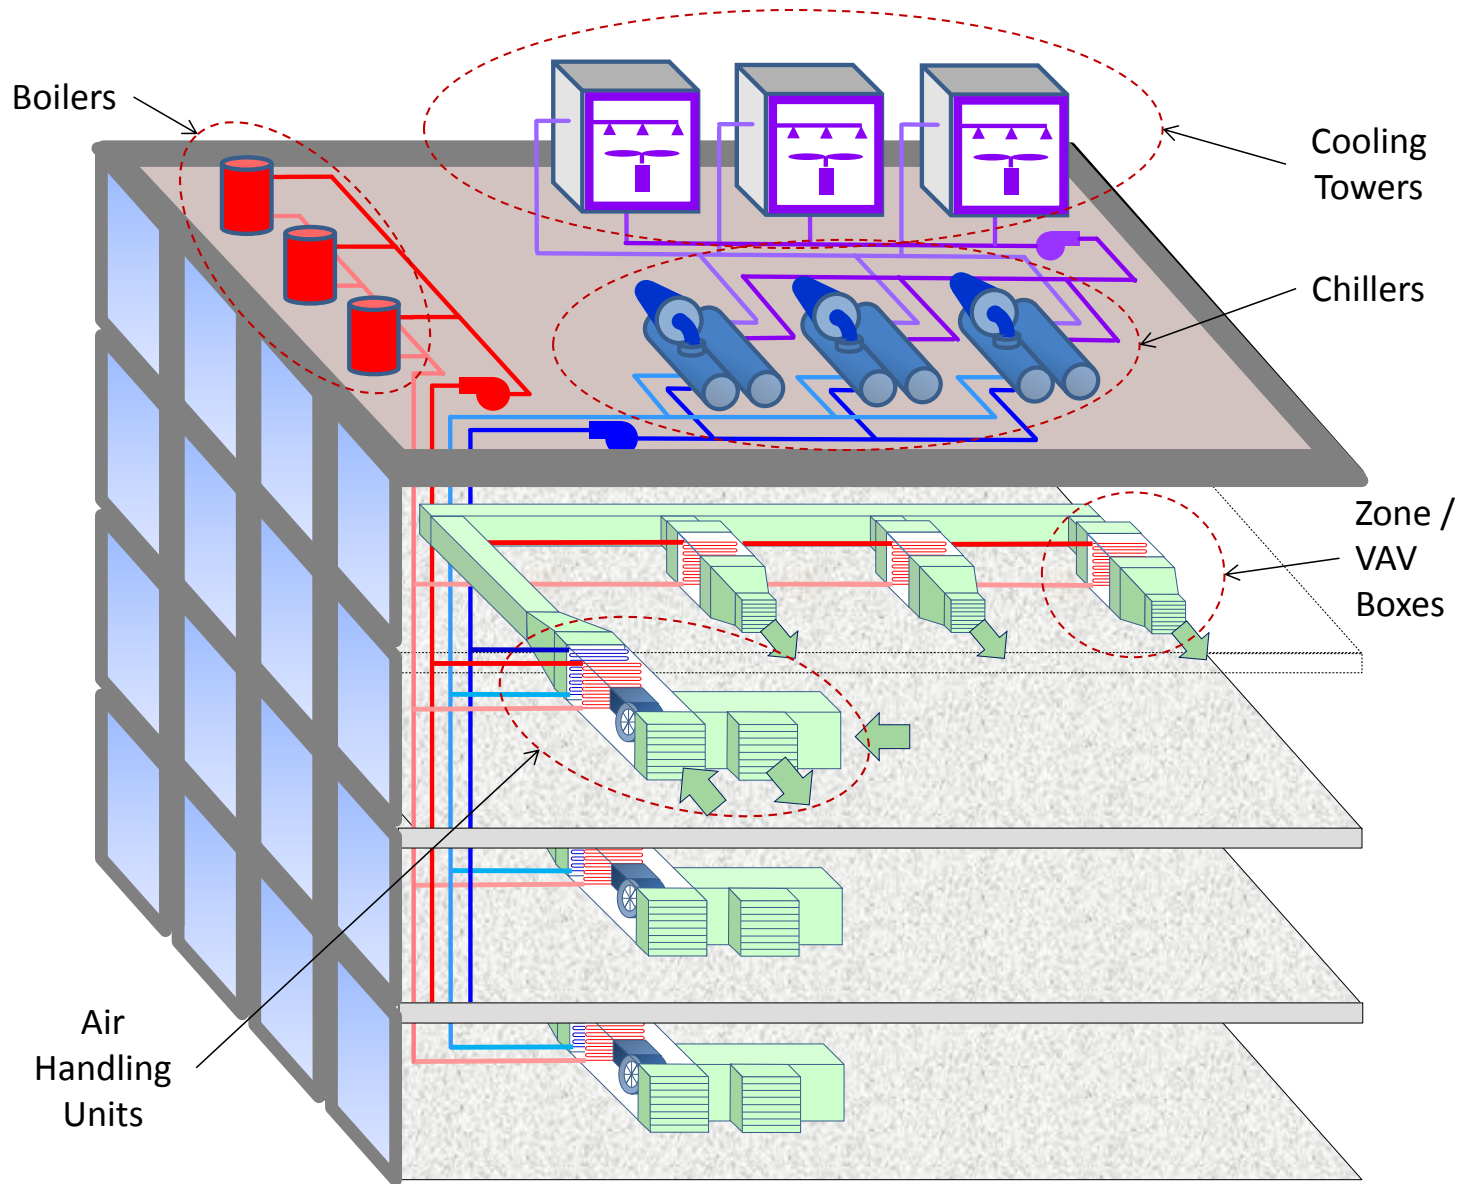 Boilers
Cooling
Towers
Chillers
Zone /
VAV
Boxes
Air
Handling
Units